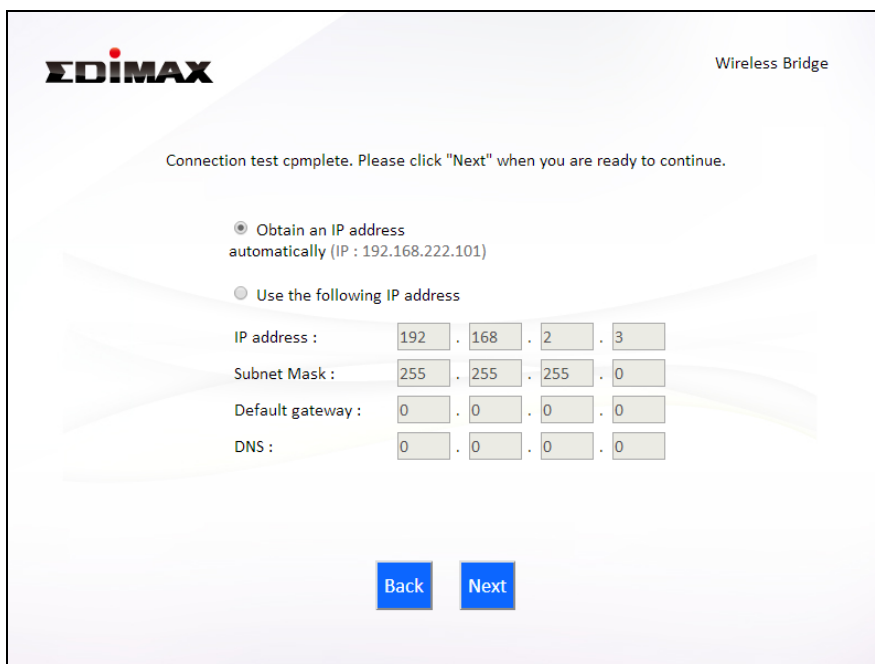 EDIMAX
Wireless Bridge
Connection test cpmplete. Please click "Next" when you are ready to continue.
Obtain an IP address
automatically (IP : 192.168.222.101)
Use the following IP address
IP address : 192 . 168 . 2 . 3
Subnet Mask : 255 . 255 . 255 . 0
Default gateway : 0 . 0 . 0 . 0
DNS : 0 . 0 . 0 . 0
Back Next